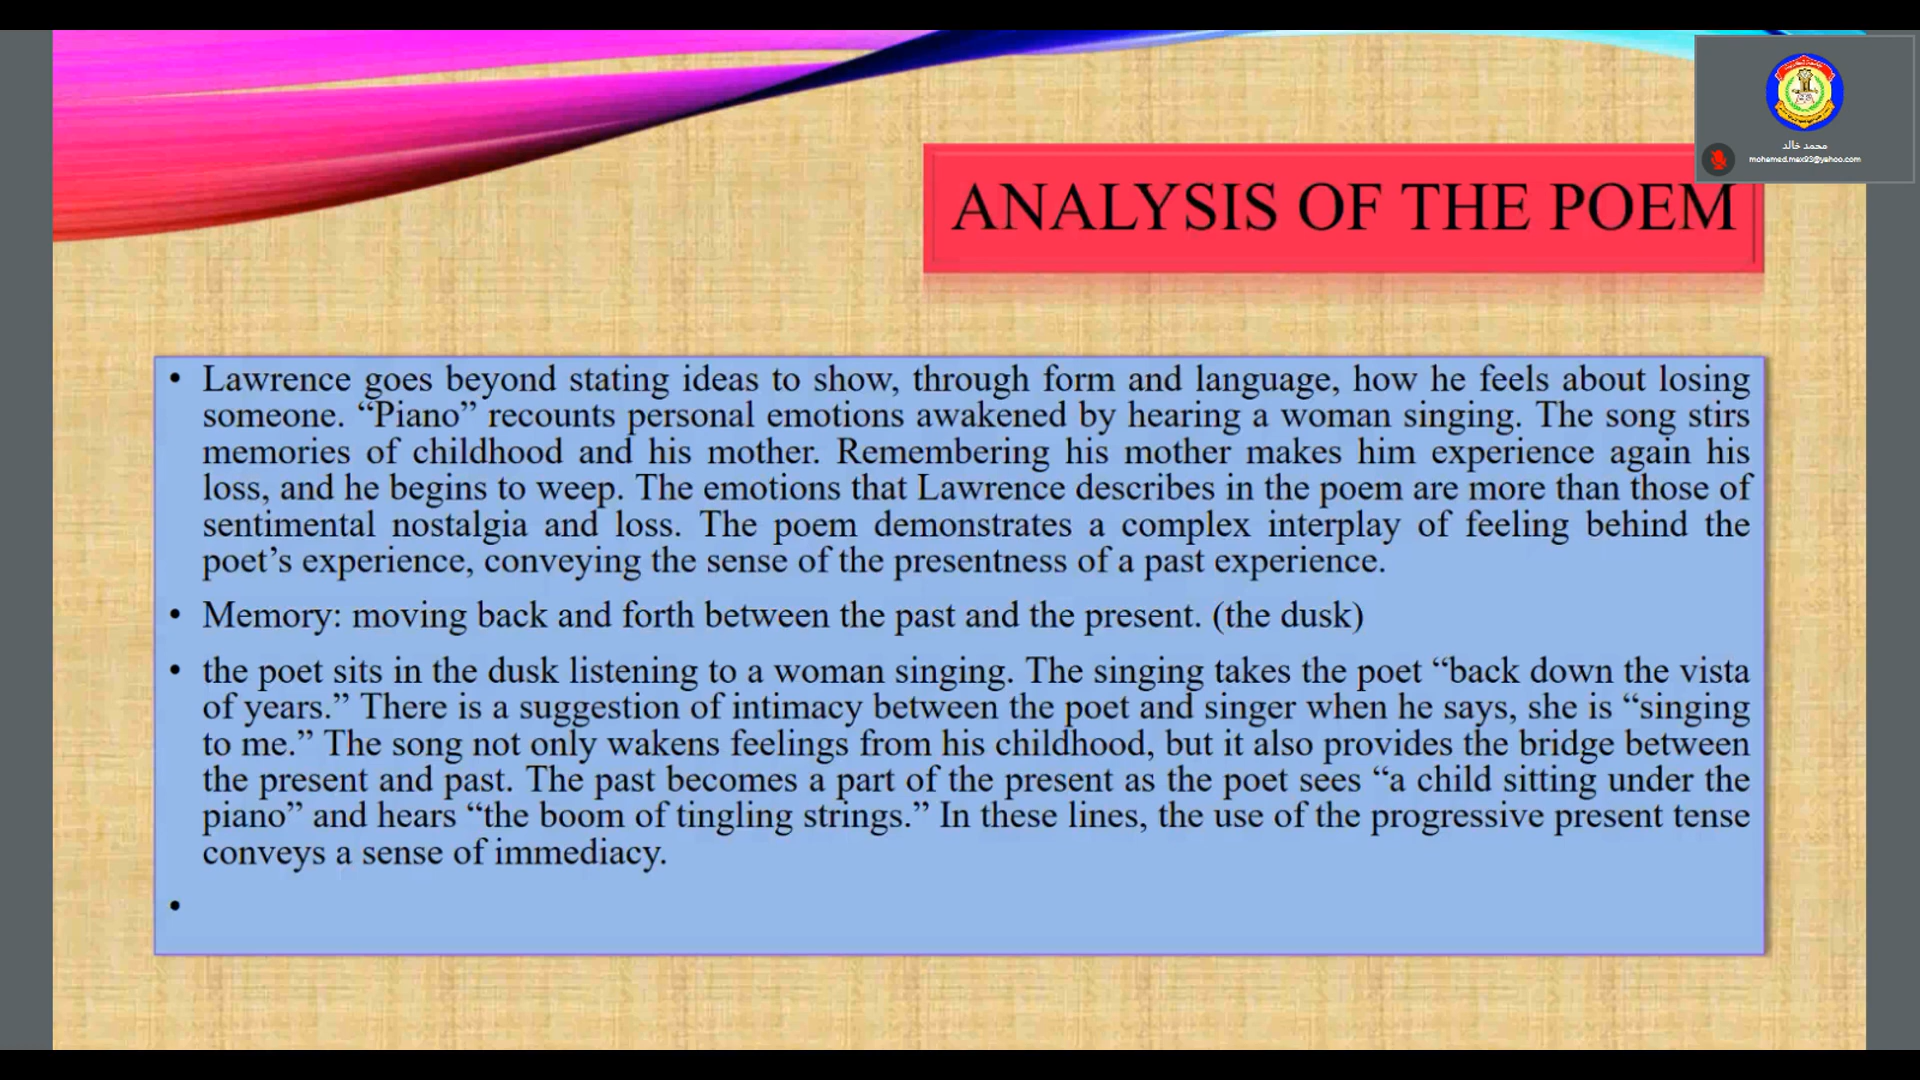 محمد خالد
mohamed.max93@yahoo.com
ANALYSIS OF THE POEM
• Lawrence goes beyond stating ideas to show, through form and language, how he feels about losing
someone. “Piano” recounts personal emotions awakened by hearing a woman singing. The song stirs
memories of childhood and his mother. Remembering his mother makes him experience again his
loss, and he begins to weep. The emotions that Lawrence describes in the poem are more than those of
sentimental nostalgia and loss. The poem demonstrates a complex interplay of feeling behind the
poet’s experience, conveying the sense of the presentness of a past experience.
• Memory: moving back and forth between the past and the present. (the dusk)
• the poet sits in the dusk listening to a woman singing. The singing takes the poet “back down the vista
of years.” There is a suggestion of intimacy between the poet and singer when he says, she is “singing
to me.” The song not only wakens feelings from his childhood, but it also provides the bridge between
the present and past. The past becomes a part of the present as the poet sees “a child sitting under the
piano” and hears “the boom of tingling strings.” In these lines, the use of the progressive present tense
conveys a sense of immediacy.
•